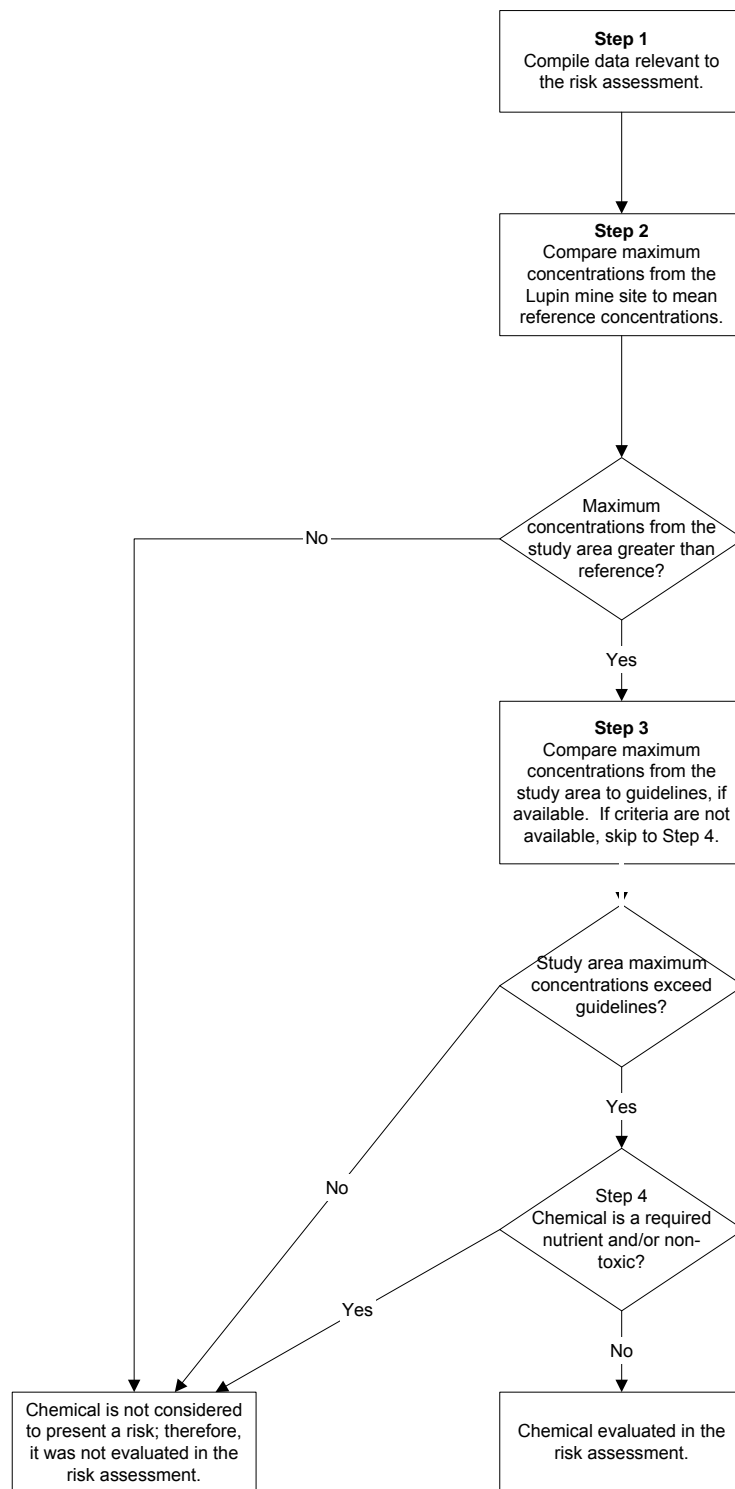 Step 1
Compile data relevant to
the risk assessment.
Step 2
Compare maximum
concentrations from the
Lupin mine site to mean
reference concentrations.
Maximum
concentrations from the
study area greater than
reference?
No
Yes
Step 3
Compare maximum
concentrations from the
study area to guidelines, if
available.  If criteria are not
available, skip to Step 4.
Study area maximum
concentrations exceed
guidelines?
Yes
No
Step 4
Chemical is a required
nutrient and/or non-
toxic?
Yes
No
Chemical is not considered
to present a risk; therefore,
it was not evaluated in the
risk assessment.
Chemical evaluated in the
risk assessment.